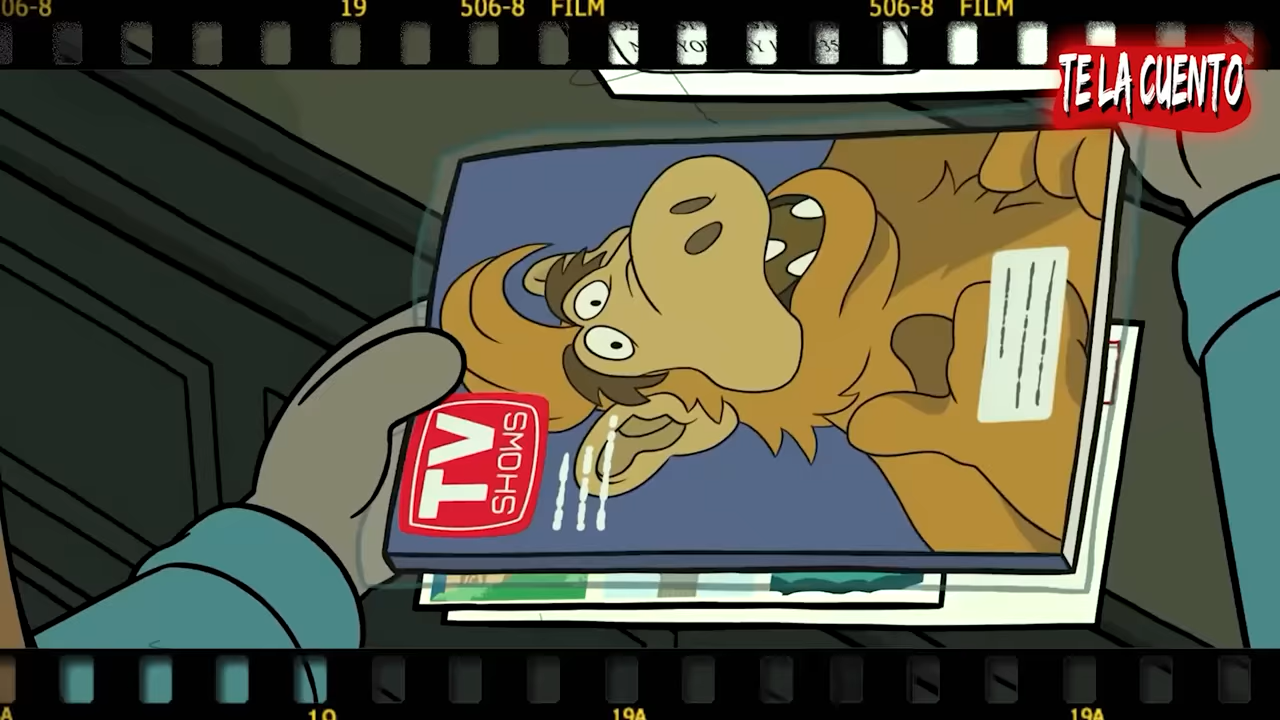 06-8
19
506-8 FILM
506-8 FILM
TE LA CUENTO
TV
SHOWS
19A
19A